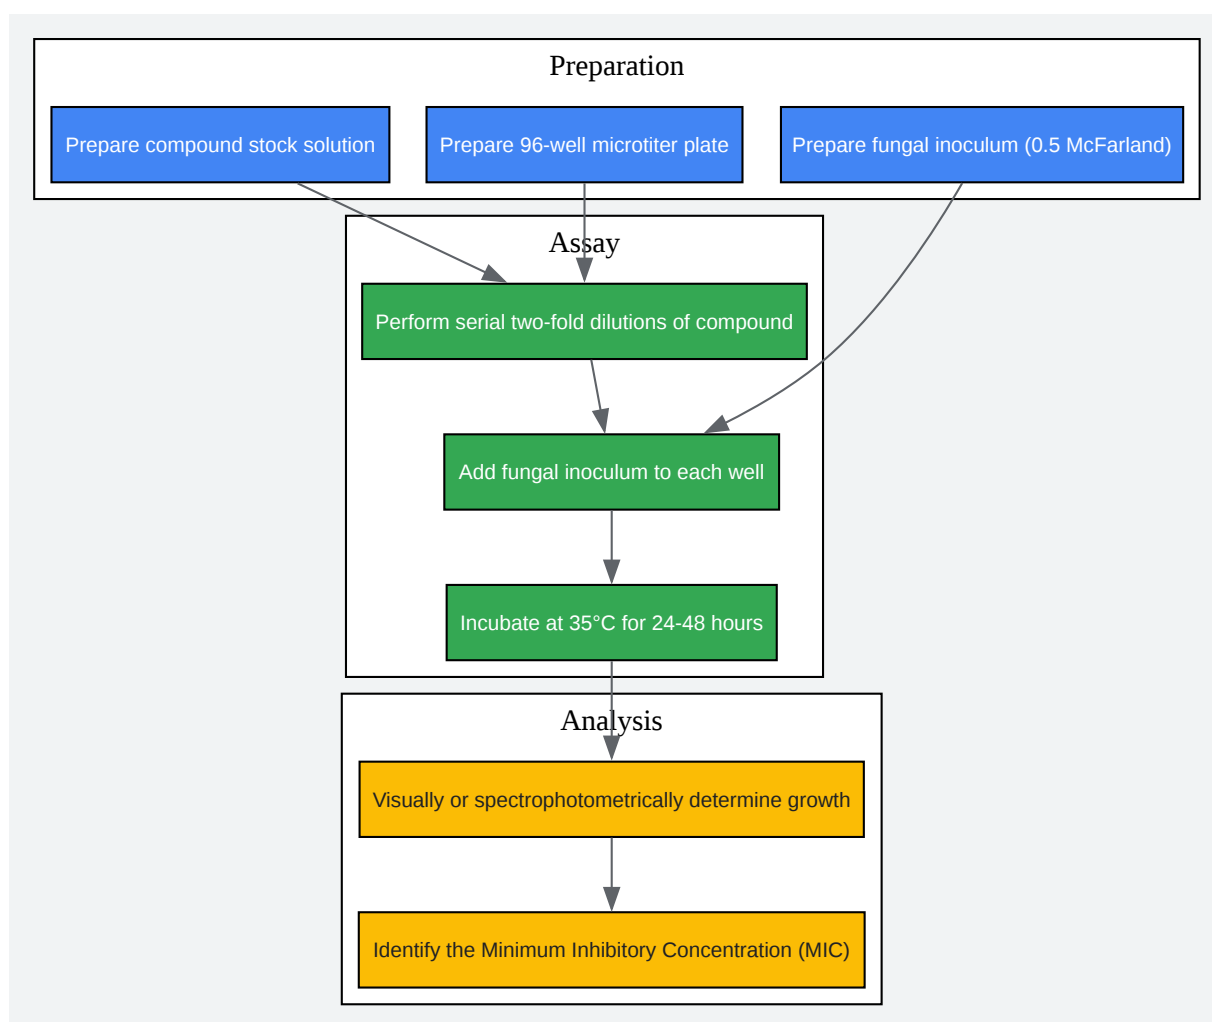 Preparation
Prepare compound stock solution
Prepare 96-well microtiter plate
Prepare fungal inoculum (0.5 McFarland)
Assay
Perform serial two-fold dilutions of compound
Add fungal inoculum to each well
Incubate at 35°C for 24-48 hours
Analysis
Visually or spectrophotometrically determine growth
Identify the Minimum Inhibitory Concentration (MIC)